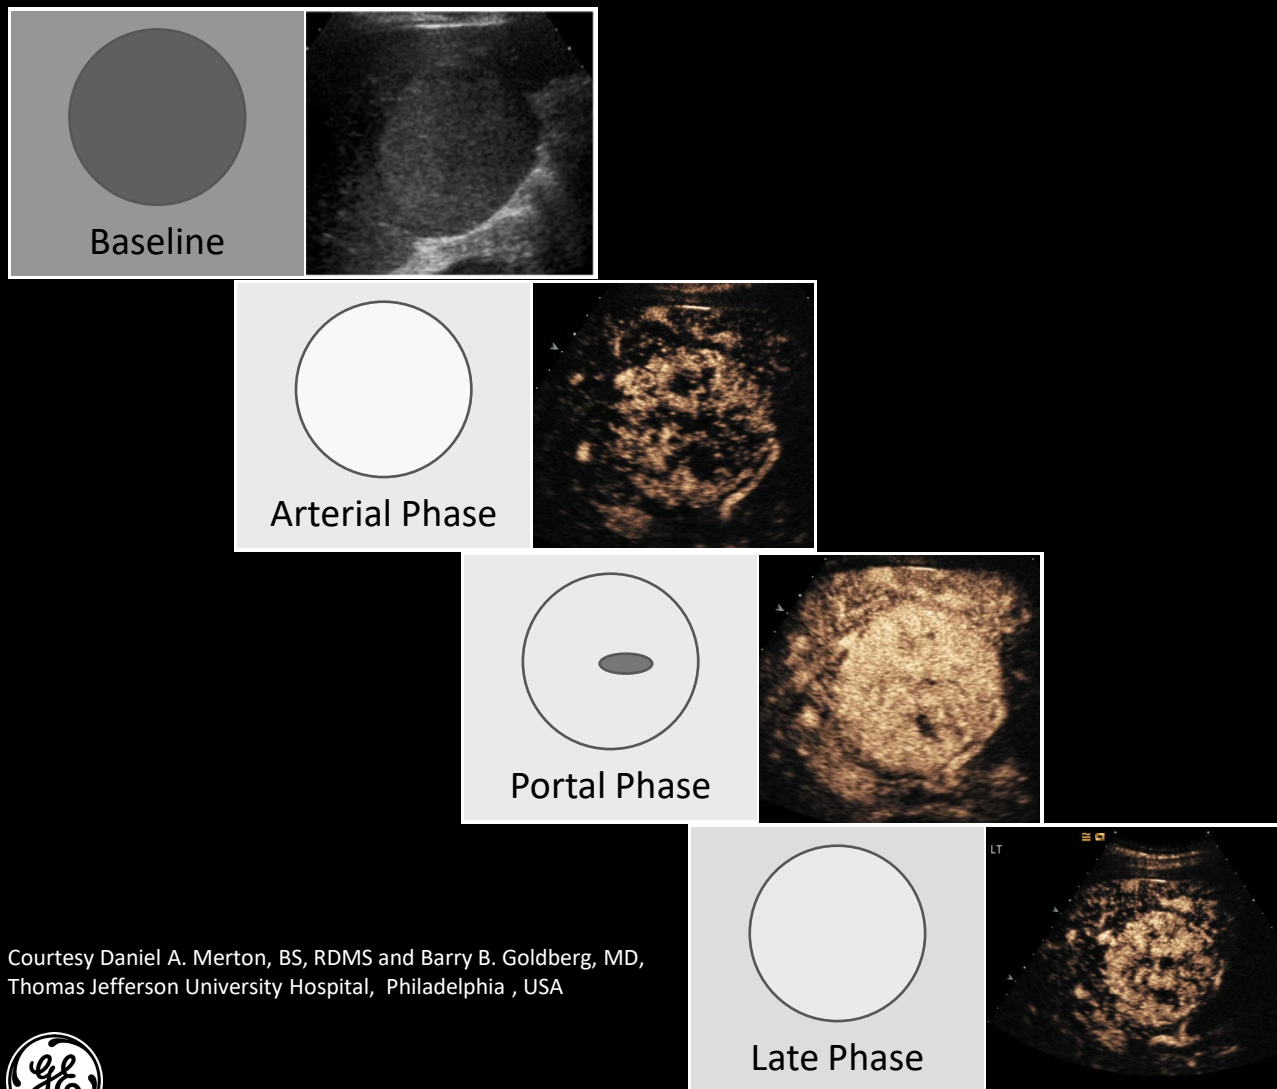 Baseline
Arterial Phase
Portal Phase
LT
Courtesy Daniel A. Merton, BS, RDMS and Barry B. Goldberg, MD,
Thomas Jefferson University Hospital,  Philadelphia , USA
Late Phase
GE